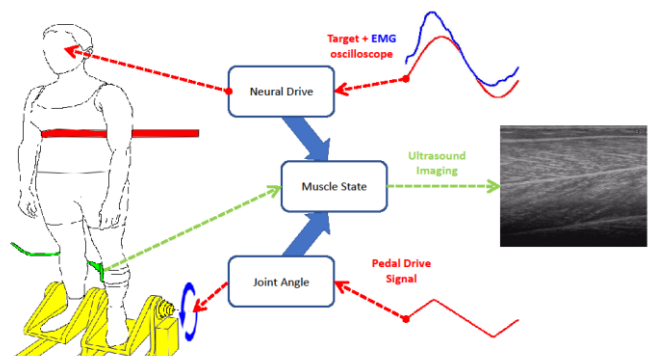 Target + EMG
oscilloscope
Neural Drive
Ultrasound
Imaging
Muscle State
Pedal Drive
Signal
Joint Angle